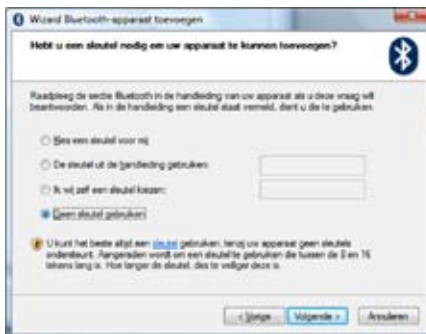 Wizard Bluetooth-apparaat toevoegen
Hebt u een sleutel nodig om uw apparaat te kunnen toevoegen?
Raadpleeg de sectie Bluetooth in de handleiding van uw apparaat als u deze vraag wilt
beantwoorden. Als in de handleiding een sleutel staat vermeld, dient u die te gebruiken.
Kies een sleutel voor mij
De sleutel uit de handleiding gebruiken:
Ik wil zelf een sleutel kiezen:
Geen sleutel gebruiken
U kunt het beste altijd een sleutel gebruiken, tenzij uw apparaat geen sleutels
ondersteunt. Aangeraden wordt om een sleutel te gebruiken die tussen de 8 en 16
tekens lang is. Hoe langer de sleutel, des te veiliger deze is.
< Vorige
Volgende >
Annuleren